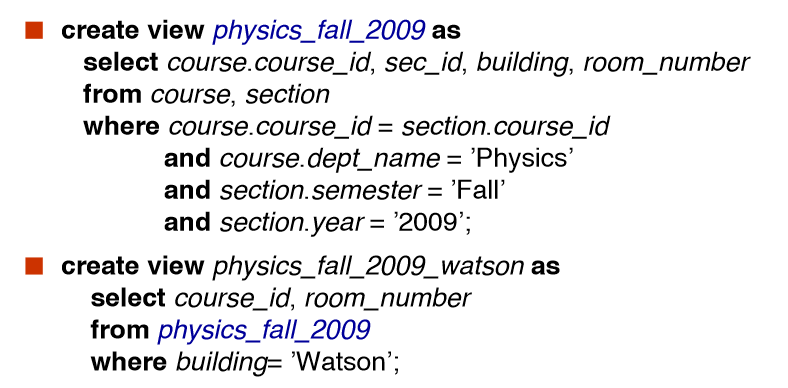 create view physics_fall_2009 as
select course.course_id, sec_id, building, room_number
from course, section
where course.course_id = section.course_id
and course.dept_name = ’Physics’
and section.semester = ’Fall’
and section.year = ’2009’;
create view physics_fall_2009_watson as
select course_id, room_number
from physics_fall_2009
where building= ’Watson’;